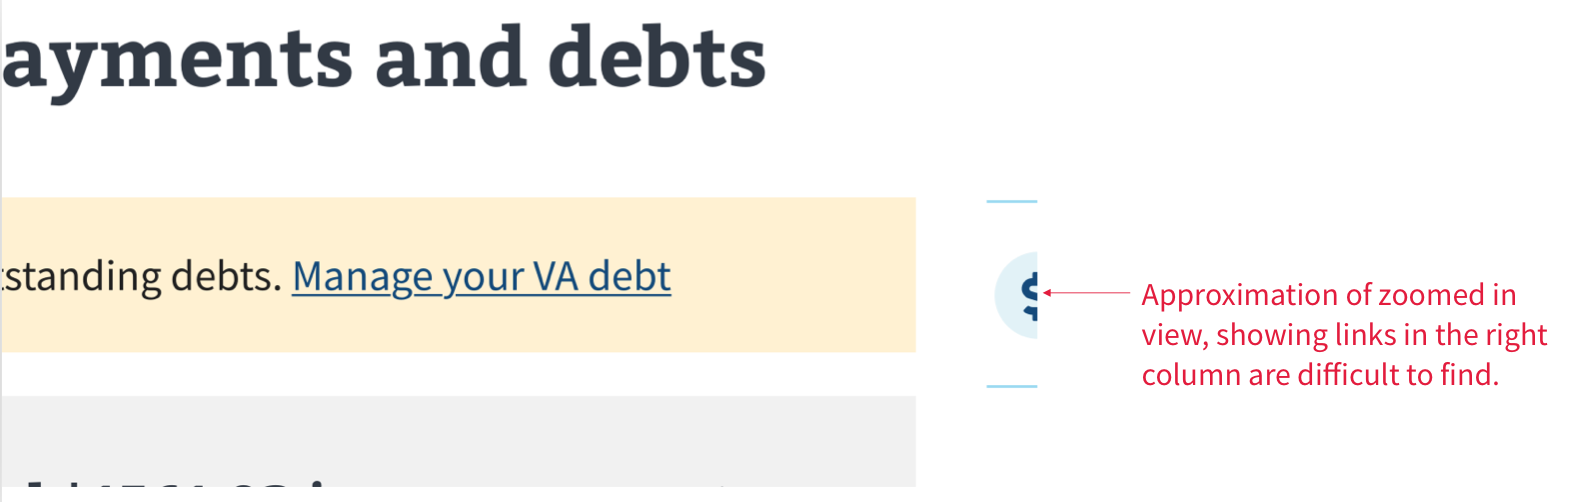 ayments and debts
standing debts. Manage your VA debt
$
Approximation of zoomed in
view, showing links in the right
column are difficult to find.